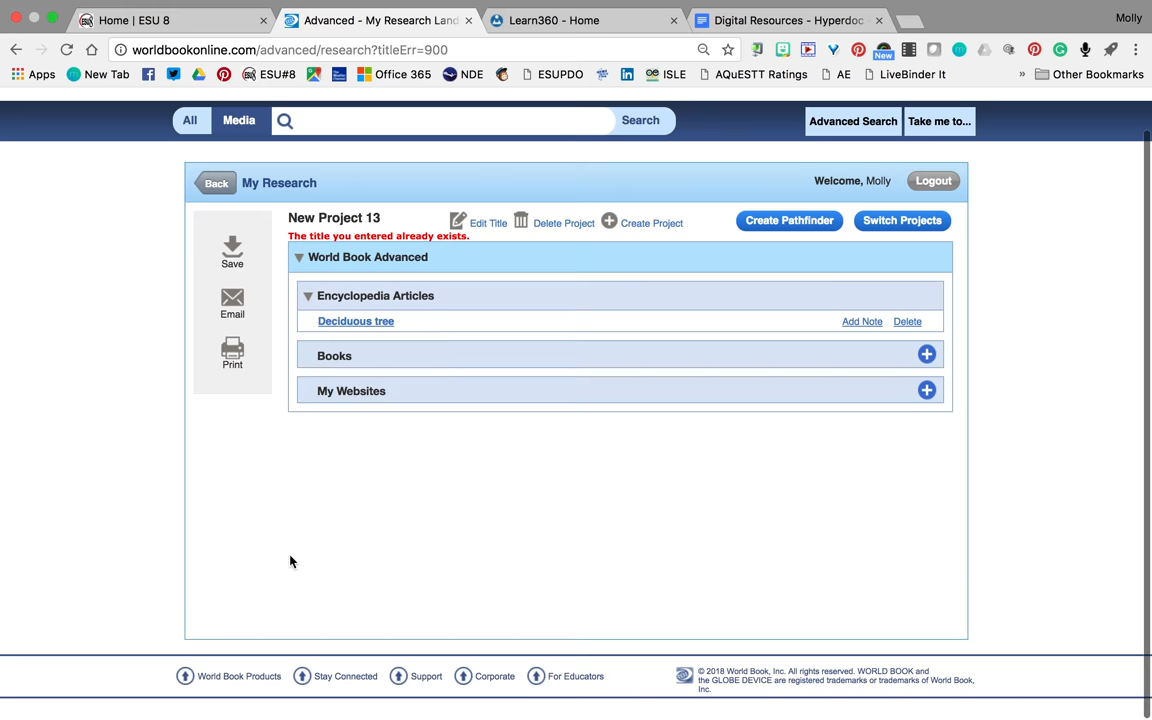 Home | ESU 8
Advanced - My Research Land
Learn360 - Home
Digital Resources - Hyperdoc
Molly
worldbookonline.com/advanced/research?titleErr=900
New
Apps
New Tab
ESU#8
Office 365
NDE
ESUPDO
ISLE
AQuESTT Ratings
AE
LiveBinder It
» Other Bookmarks
All
Media
Search
Advanced Search
Take me to...
Back
My Research
Welcome, Molly
Logout
Save
Email
Print
New Project 13
Edit Title
Delete Project
Create Project
Create Pathfinder
Switch Projects
The title you entered already exists.
World Book Advanced
Encyclopedia Articles
Deciduous tree
Add Note
Delete
Books
My Websites
World Book Products
Stay Connected
Support
Corporate
For Educators
© 2018 World Book, Inc. All rights reserved. WORLD BOOK and
the GLOBE DEVICE are registered trademarks or trademarks of World Book,
Inc.